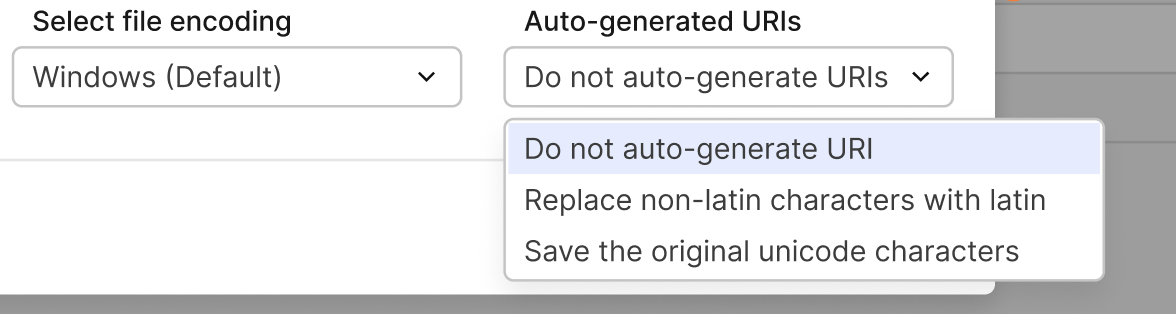 Select file encoding
Auto-generated URIs
Windows (Default)
Do not auto-generate URIs
Do not auto-generate URI
Replace non-latin characters with latin
Save the original unicode characters